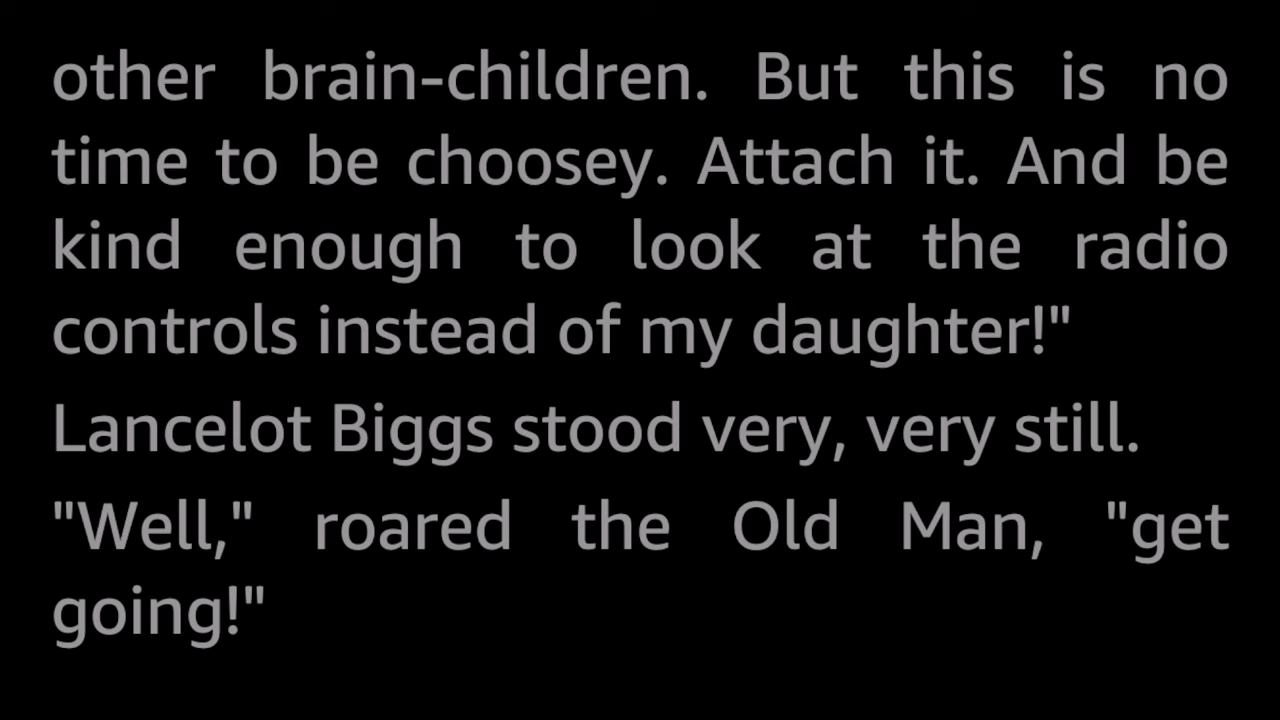 other brain-children. But this is no
time to be choosey. Attach it. And be
kind enough to look at the radio
controls instead of my daughter!"
Lancelot Biggs stood very, very still.
"Well," roared the Old Man, "get
going!"